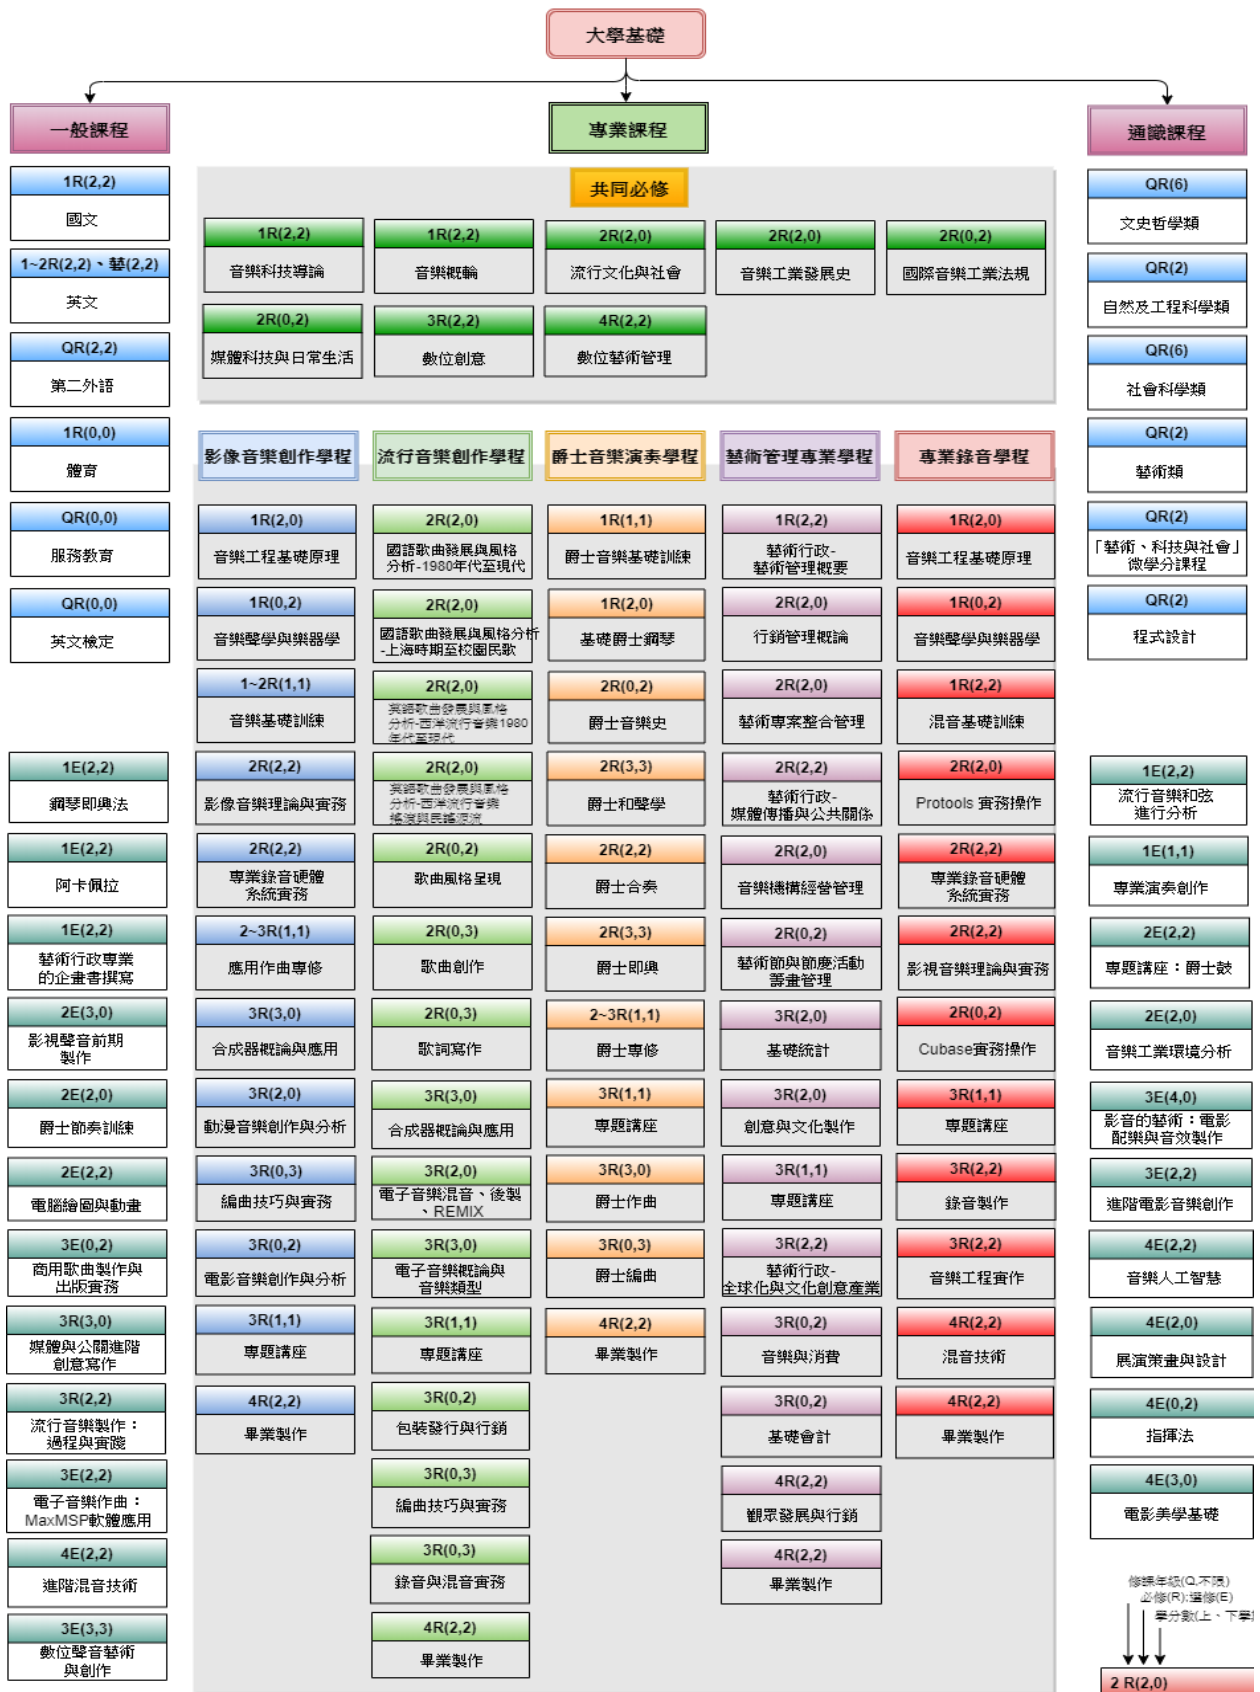 大學基礎
一般課程
專業課程
通識課程
1R(2,2)
國文
1~2R(2,2)、藝(2,2)
英文
QR(2,2)
第二外語
1R(0,0)
體育
QR(0,0)
服務教育
QR(0,0)
英文檢定
共同必修
1R(2,2)
音樂科技導論
1R(2,2)
音樂概輪
2R(2,0)
流行文化與社會
2R(2,0)
音樂工業發展史
2R(0,2)
國際音樂工業法規
2R(0,2)
媒體科技與日常生活
3R(2,2)
數位創意
4R(2,2)
數位藝術管理
QR(6)
文史哲學類
QR(2)
自然及工程科學類
QR(6)
社會科學類
QR(2)
藝術類
QR(2)
「藝術、科技與社會」
微學分課程
QR(2)
程式設計
影像音樂創作學程
1R(2,0)
音樂工程基礎原理
1R(0,2)
音樂聲學與樂器學
1~2R(1,1)
音樂基礎訓練
2R(2,2)
影像音樂理論與實務
2R(2,2)
專業錄音硬體
系統實務
2~3R(1,1)
應用作曲專修
3R(3,0)
合成器概論與應用
3R(2,0)
動漫音樂創作與分析
3R(0,3)
編曲技巧與實務
3R(0,2)
電影音樂創作與分析
3R(1,1)
專題講座
4R(2,2)
畢業製作
流行音樂創作學程
2R(2,0)
國語歌曲發展與風格
分析-1980年代至現代
2R(2,0)
國語歌曲發展與風格分析
-上海時期至校園民歌
2R(2,0)
英語歌曲發展與風格
分析-西洋流行音樂1980
年代至現代
2R(2,0)
英語歌曲發展與風格
分析-西洋流行音樂
搖滾與民謠源流
2R(0,2)
歌曲風格呈現
2R(0,3)
歌曲創作
2R(0,3)
歌詞寫作
3R(3,0)
合成器概論與應用
3R(2,0)
電子音樂混音、後製
、REMIX
3R(3,0)
電子音樂概論與
音樂類型
3R(1,1)
專題講座
3R(0,2)
包裝發行與行銷
3R(0,3)
編曲技巧與實務
3R(0,3)
錄音與混音實務
4R(2,2)
畢業製作
爵士音樂演奏學程
1R(1,1)
爵士音樂基礎訓練
1R(2,0)
基礎爵士鋼琴
2R(0,2)
爵士音樂史
2R(3,3)
爵士和聲學
2R(2,2)
爵士合奏
2R(3,3)
爵士即興
2~3R(1,1)
爵士專修
3R(1,1)
專題講座
3R(3,0)
爵士作曲
3R(0,3)
爵士編曲
4R(2,2)
畢業製作
藝術管理專業學程
1R(2,2)
藝術行政-
藝術管理概要
2R(2,0)
行銷管理概論
2R(2,0)
藝術專案整合管理
2R(2,2)
藝術行政-
媒體傳播與公共關係
2R(2,0)
音樂機構經營管理
2R(0,2)
藝術節與節慶活動
籌畫管理
3R(2,0)
基礎統計
3R(2,0)
創意與文化製作
3R(1,1)
專題講座
3R(2,2)
藝術行政-
全球化與文化創意產業
3R(0,2)
音樂與消費
3R(0,2)
基礎會計
4R(2,2)
觀眾發展與行銷
4R(2,2)
畢業製作
專業錄音學程
1R(2,0)
音樂工程基礎原理
1R(0,2)
音樂聲學與樂器學
1R(2,2)
混音基礎訓練
2R(2,0)
Protools 實務操作
2R(2,2)
專業錄音硬體
系統實務
2R(2,2)
影視音樂理論與實務
2R(0,2)
Cubase實務操作
3R(1,1)
專題講座
3R(2,2)
錄音製作
3R(2,2)
音樂工程實作
4R(2,2)
混音技術
4R(2,2)
畢業製作
1E(2,2)
鋼琴即興法
1E(2,2)
阿卡佩拉
1E(2,2)
藝術行政專業
的企畫書撰寫
2E(3,0)
影視聲音前期
製作
2E(2,0)
爵士節奏訓練
2E(2,2)
電腦繪圖與動畫
3E(0,2)
商用歌曲製作與
出版實務
3R(3,0)
媒體與公關進階
創意寫作
3R(2,2)
流行音樂製作：
過程與實踐
3E(2,2)
電子音樂作曲：
MaxMSP軟體應用
4E(2,2)
進階混音技術
3E(3,3)
數位聲音藝術
與創作
1E(2,2)
流行音樂和弦
進行分析
1E(1,1)
專業演奏創作
2E(2,2)
專題講座：爵士鼓
2E(2,0)
音樂工業環境分析
3E(4,0)
影音的藝術：電影
配樂與音效製作
3E(2,2)
進階電影音樂創作
4E(2,2)
音樂人工智慧
4E(2,0)
展演策畫與設計
4E(0,2)
指揮法
4E(3,0)
電影美學基礎
修課年級(Q,不限)
必修(R);選修(E)
學分數(上、下學
2 R(2,0)